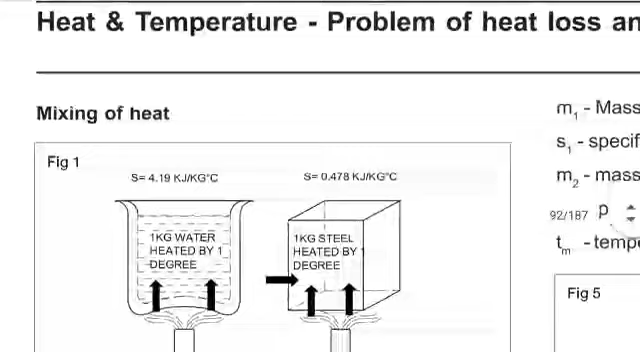 Heat & Temperature - Problem of heat loss an
Mixing of heat
Fig 1
S= 4.19 KJ/KG°C
S= 0.478 KJ/KG°C
1KG WATER
HEATED BY 1
DEGREE
1KG STEEL
HEATED BY 1
DEGREE
m1 - Mass
s1 - specif
m2 - mass
92/187 p
tm - tempe
Fig 5